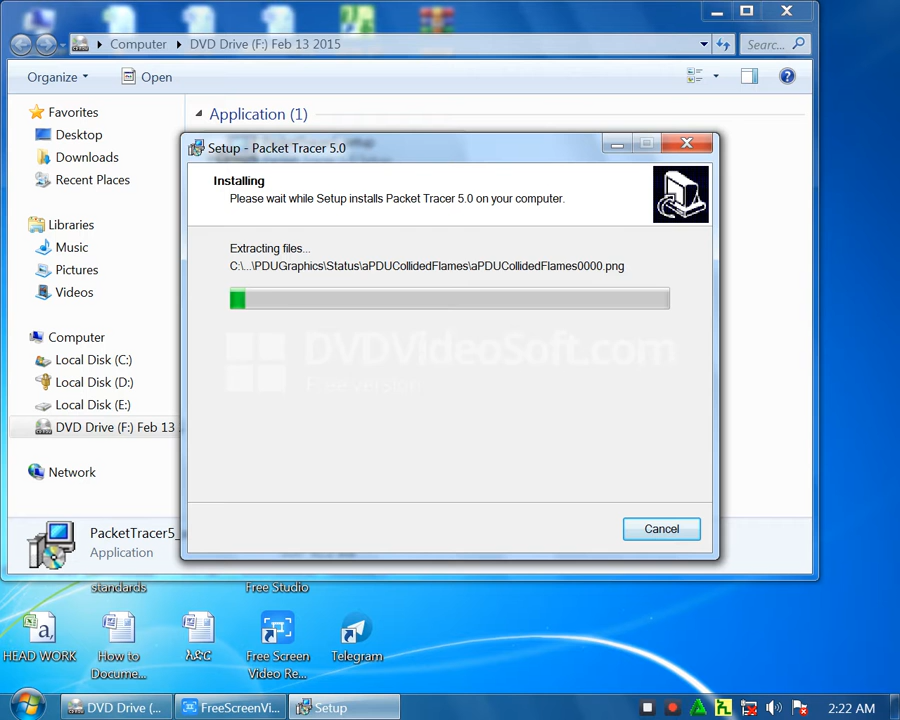 Computer
DVD Drive (F:) Feb 13 2015
Searc...
Organize
Open
Favorites
Desktop
Downloads
Recent Places
Libraries
Music
Pictures
Videos
Computer
Local Disk (C:)
Local Disk (D:)
Local Disk (E:)
DVD Drive (F:) Feb 13
Network
Application (1)
Setup - Packet Tracer 5.0
Installing
Please wait while Setup installs Packet Tracer 5.0 on your computer.
Extracting files...
C:\...\PDUGraphics\Status\aPDUCollidedFlames\aPDUCollidedFlames0000.png
DVDVideoSoft.com
Free version
Cancel
PacketTracer5_
Application
standards
Free Studio
HEAD WORK
How to
Docume...
እድር
Free Screen
Video Re...
Telegram
DVD Drive (...
FreeScreenVi...
Setup
2:22 AM